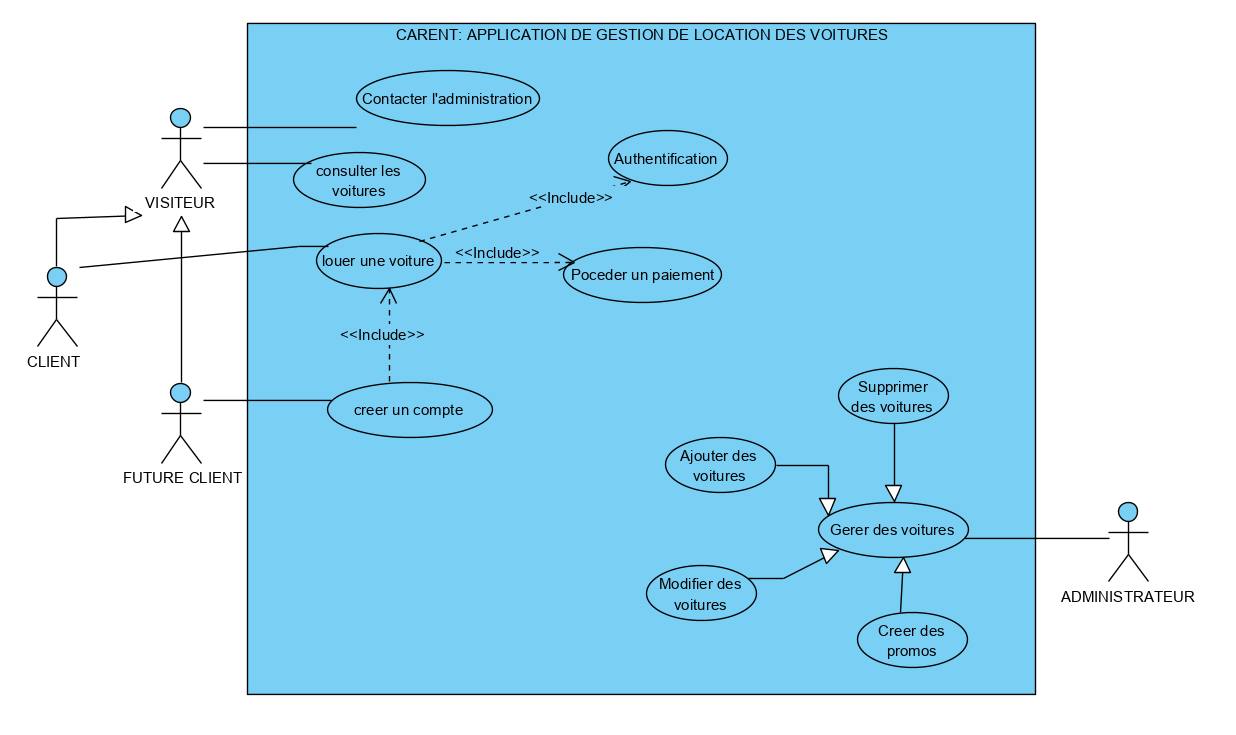 CARENT: APPLICATION DE GESTION DE LOCATION DES VOITURES
Contacter l'administration
Authentification
consulter les
voitures
VISITEUR
<<Include>>
louer une voiture
<<Include>>
Poceder un paiement
<<Include>>
CLIENT
creer un compte
FUTURE CLIENT
Supprimer
des voitures
Ajouter des
voitures
Gerer des voitures
Modifier des
voitures
ADMINISTRATEUR
Creer des
promos